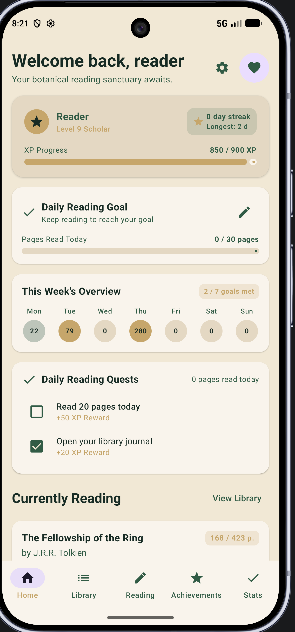 8:21
5G
Welcome back, reader
Your botanical reading sanctuary awaits.
Reader
Level 9 Scholar
0 day streak
Longest: 2 d
XP Progress
850 / 900 XP
Daily Reading Goal
Keep reading to reach your goal
Pages Read Today
0 / 30 pages
This Week's Overview
2 / 7 goals met
Mon Tue Wed Thu Fri Sat Sun
22 79 0 280 0 0 0
Daily Reading Quests
0 pages read today
Read 20 pages today
+50 XP Reward
Open your library journal
+20 XP Reward
Currently Reading
View Library
The Fellowship of the Ring
168 / 423 p.
by J.R.R. Tolkien
Home Library Reading Achievements Stats